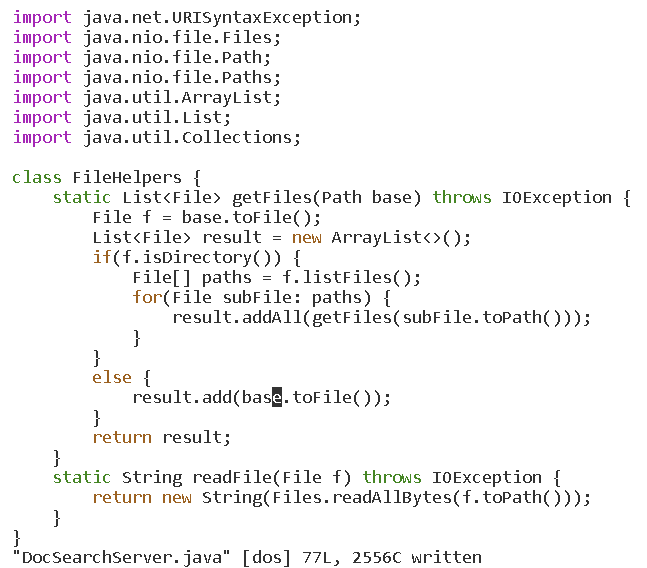 import java.net.URISyntaxException;
import java.nio.file.Files;
import java.nio.file.Path;
import java.nio.file.Paths;
import java.util.ArrayList;
import java.util.List;
import java.util.Collections;

class FileHelpers {
    static List<File> getFiles(Path base) throws IOException {
        File f = base.toFile();
        List<File> result = new ArrayList<>();
        if(f.isDirectory()) {
            File[] paths = f.listFiles();
            for(File subFile: paths) {
                result.addAll(getFiles(subFile.toPath()));
            }
        }
        else {
            result.add(base.toFile());
        }
        return result;
    }
    static String readFile(File f) throws IOException {
        return new String(Files.readAllBytes(f.toPath()));
    }
}
"DocSearchServer.java" [dos] 77L, 2556C written